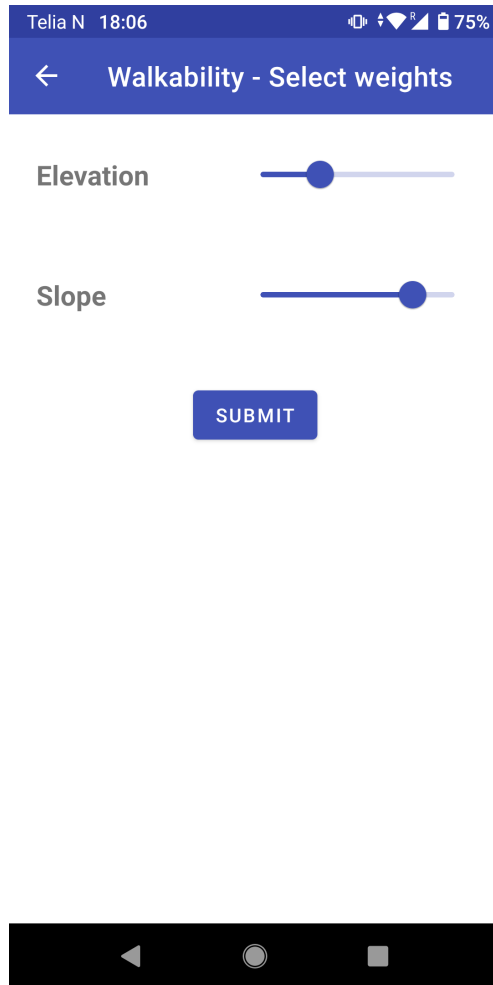 Telia N 18:06 R 75%
Walkability - Select weights
Elevation
Slope
SUBMIT